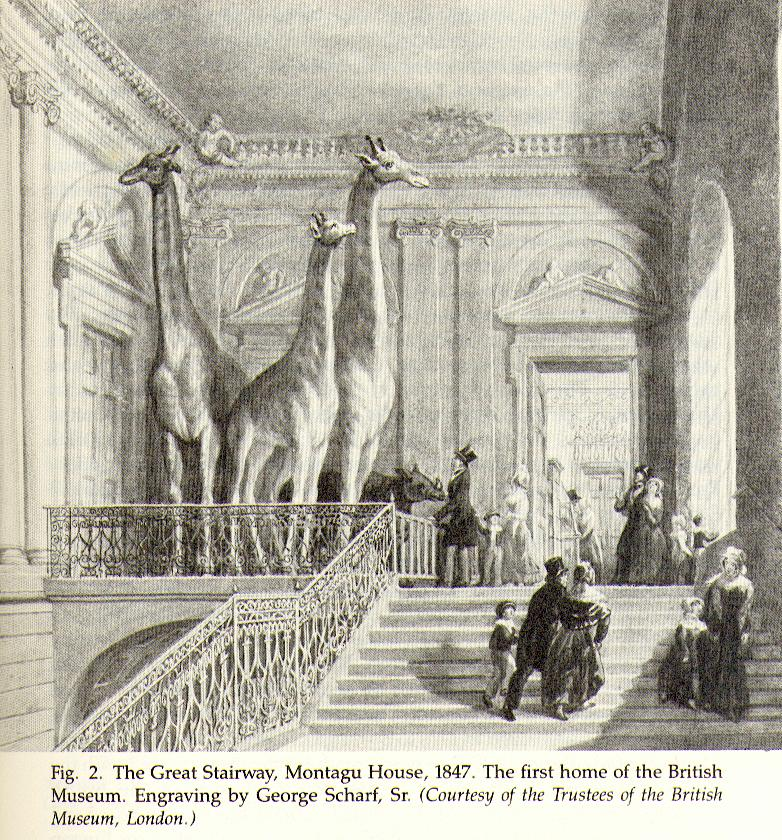 Fig. 2. The Great Stairway, Montagu House, 1847. The first home of the British
Museum. Engraving by George Scharf, Sr. (Courtesy of the Trustees of the British
Museum, London.)